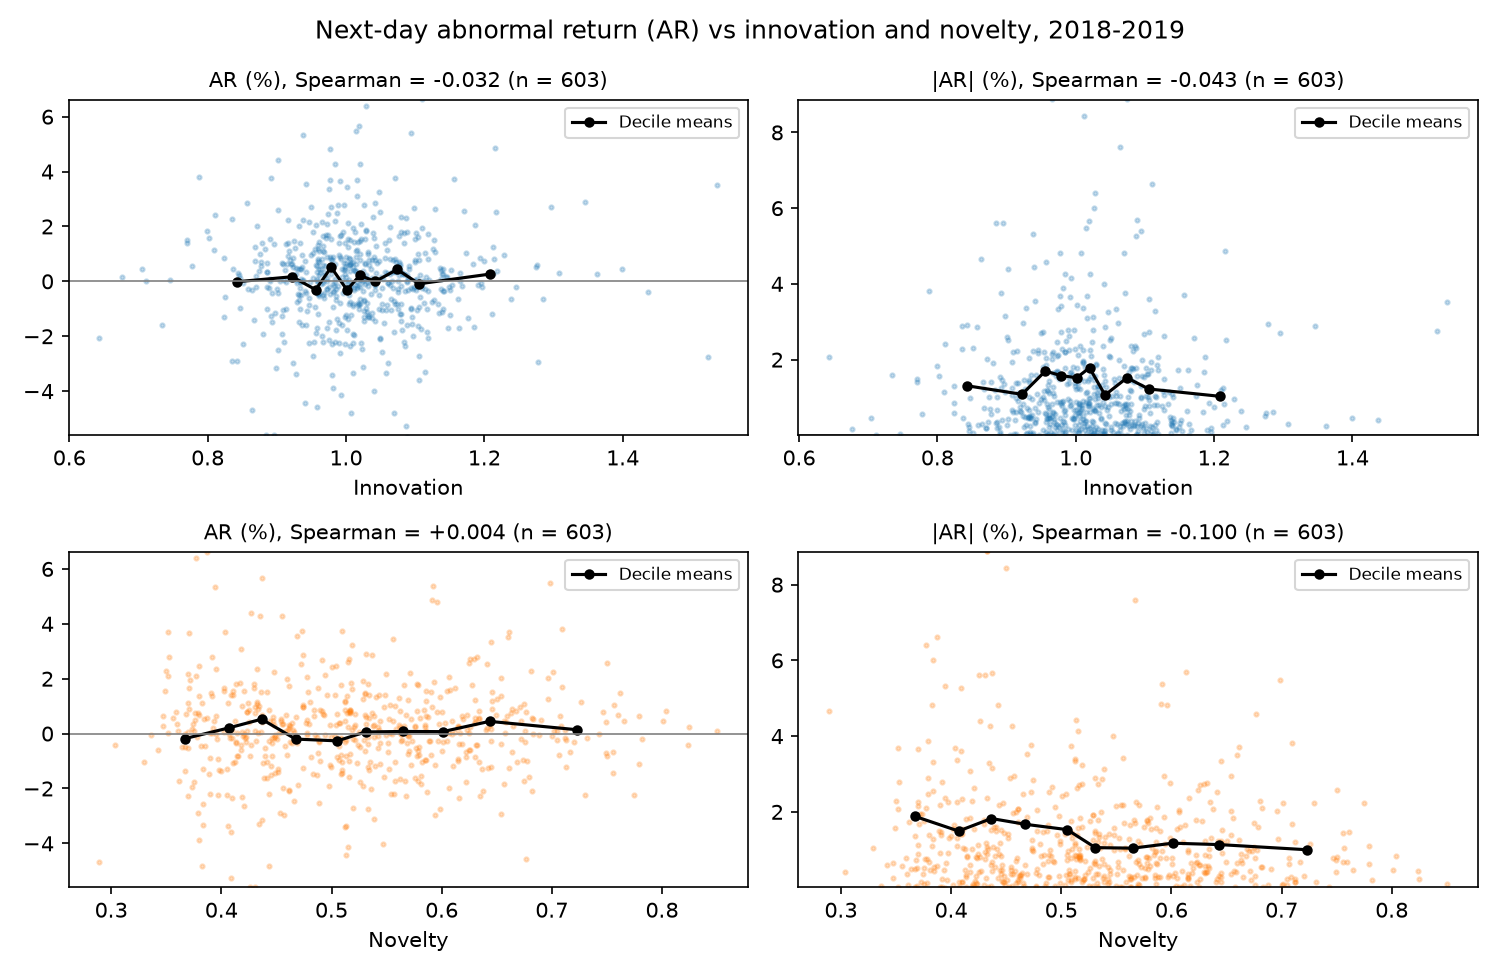 Next-day abnormal return (AR) vs innovation and novelty, 2018-2019
AR (%), Spearman = -0.032 (n = 603)
6
4
2
0
−2
−4
Decile means
0.6 0.8 1.0 1.2 1.4
Innovation
|AR| (%), Spearman = -0.043 (n = 603)
8
6
4
2
Decile means
0.6 0.8 1.0 1.2 1.4
Innovation
AR (%), Spearman = +0.004 (n = 603)
6
4
2
0
−2
−4
Decile means
0.3 0.4 0.5 0.6 0.7 0.8
Novelty
|AR| (%), Spearman = -0.100 (n = 603)
8
6
4
2
Decile means
0.3 0.4 0.5 0.6 0.7 0.8
Novelty